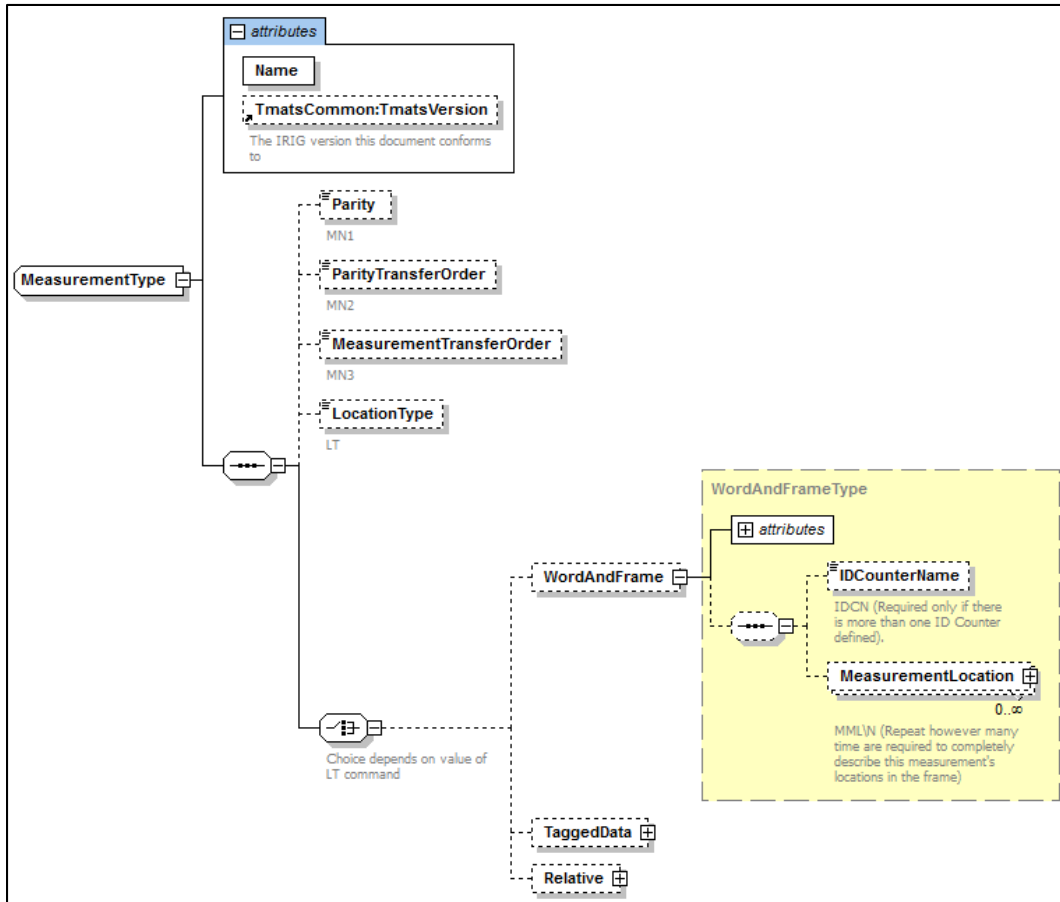 attributes
Name
TmatsCommon:TmatsVersion
The IRIG version this document conforms
to
Parity
MN1
MeasurementType
ParityTransferOrder
MN2
MeasurementTransferOrder
MN3
LocationType
LT
WordAndFrameType
attributes
WordAndFrame
IDCounterName
IDCN (Required only if there
is more than one ID Counter
defined).
MeasurementLocation
0..∞
MML\N (Repeat however many
time are required to completely
describe this measurement's
locations in the frame)
Choice depends on value of
LT command
TaggedData
Relative